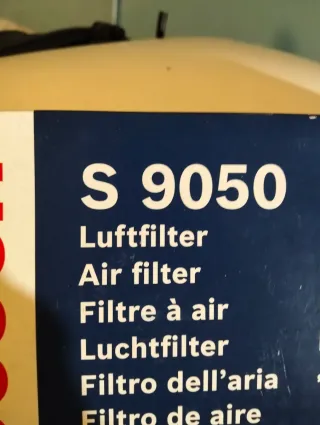 S 9050
Luftfilter
Air filter
Filtre à air
Luchtfilter
Filtro dell'aria
Filtro de aire